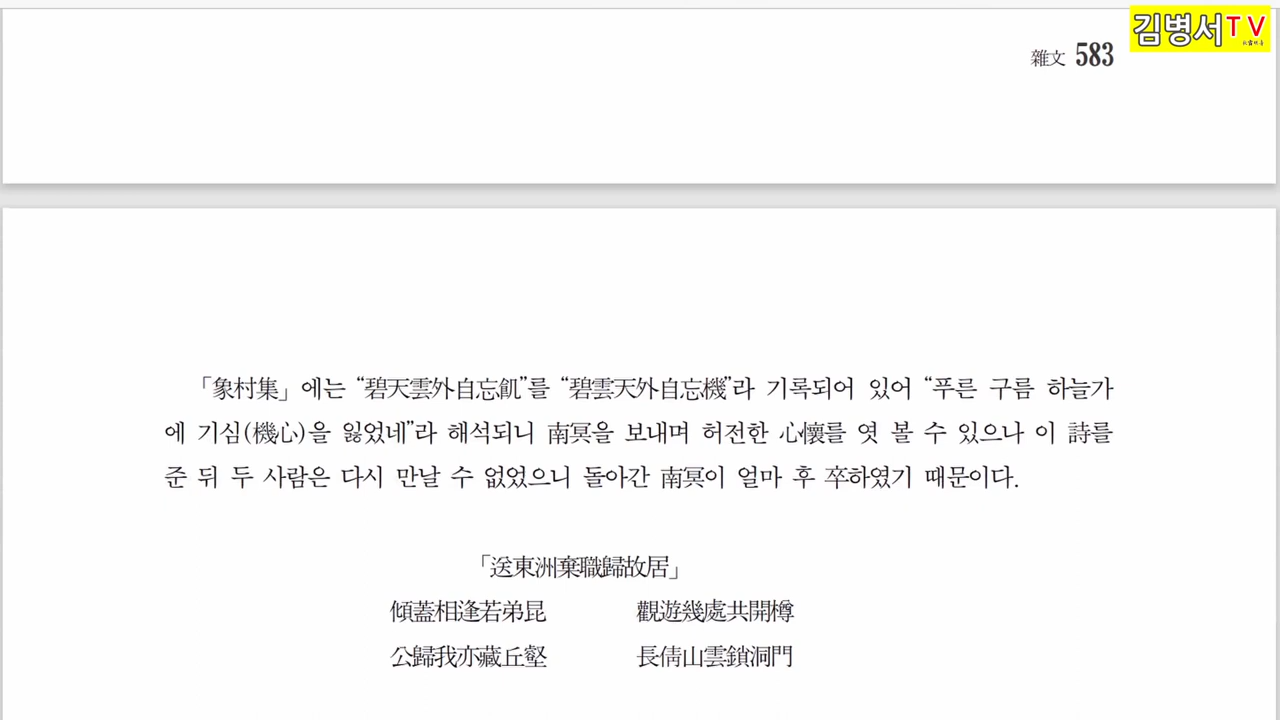 김병서TV
雜文 583
「象村集」에는 “碧天雲外自忘飢”를 “碧雲天外自忘機”라 기록되어 있어 “푸른 구름 하늘가
에 기심(機心)을 잃었네”라 해석되니 南冥을 보내며 허전한 心懷를 엿 볼 수 있으나 이 詩를
준 뒤 두 사람은 다시 만날 수 없었으니 돌아간 南冥이 얼마 후 卒하였기 때문이다.
「送東洲棄職歸故居」
傾蓋相逢若弟昆 觀遊幾處共開樽
公歸我亦藏丘壑 長倩山雲鎖洞門